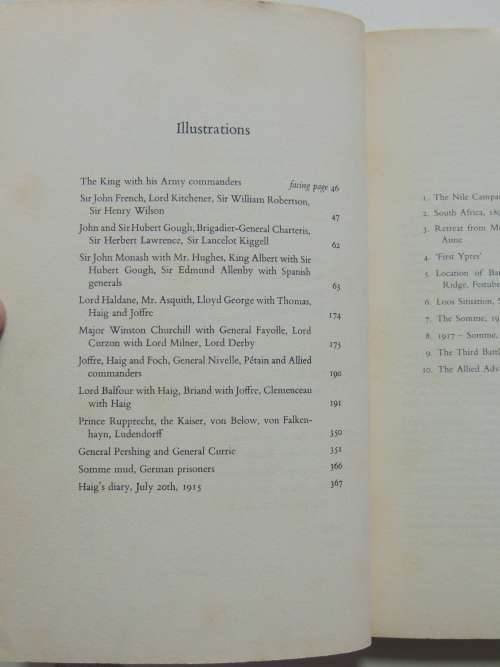 Illustrations
The King with his Army commanders facing page 46
Sir John French, Lord Kitchener, Sir William Robertson,
Sir Henry Wilson 47
John and Sir Hubert Gough, Brigadier-General Charteris,
Sir Herbert Lawrence, Sir Lancelot Kiggell 62
Sir John Monash with Mr. Hughes, King Albert with Sir
Hubert Gough, Sir Edmund Allenby with Spanish
generals 63
Lord Haldane, Mr. Asquith, Lloyd George with Thomas,
Haig and Joffre 174
Major Winston Churchill with General Fayolle, Lord
Curzon with Lord Milner, Lord Derby 175
Joffre, Haig and Foch, General Nivelle, Pétain and Allied
commanders 190
Lord Balfour with Haig, Briand with Joffre, Clemenceau
with Haig 191
Prince Rupprecht, the Kaiser, von Below, von Falken-
hayn, Ludendorff 350
General Pershing and General Currie 351
Somme mud, German prisoners 366
Haig's diary, July 20th, 1915 367
1. The Nile Campa
2. South Africa, 189
3. Retreat from Mo
Aisne
4. 'First Ypres'
5. Location of Bat
Ridge, Festube
6. Loos Situation, S
7. The Somme, 19
8. 1917 – Somme,
9. The Third Battl
10. The Allied Adv